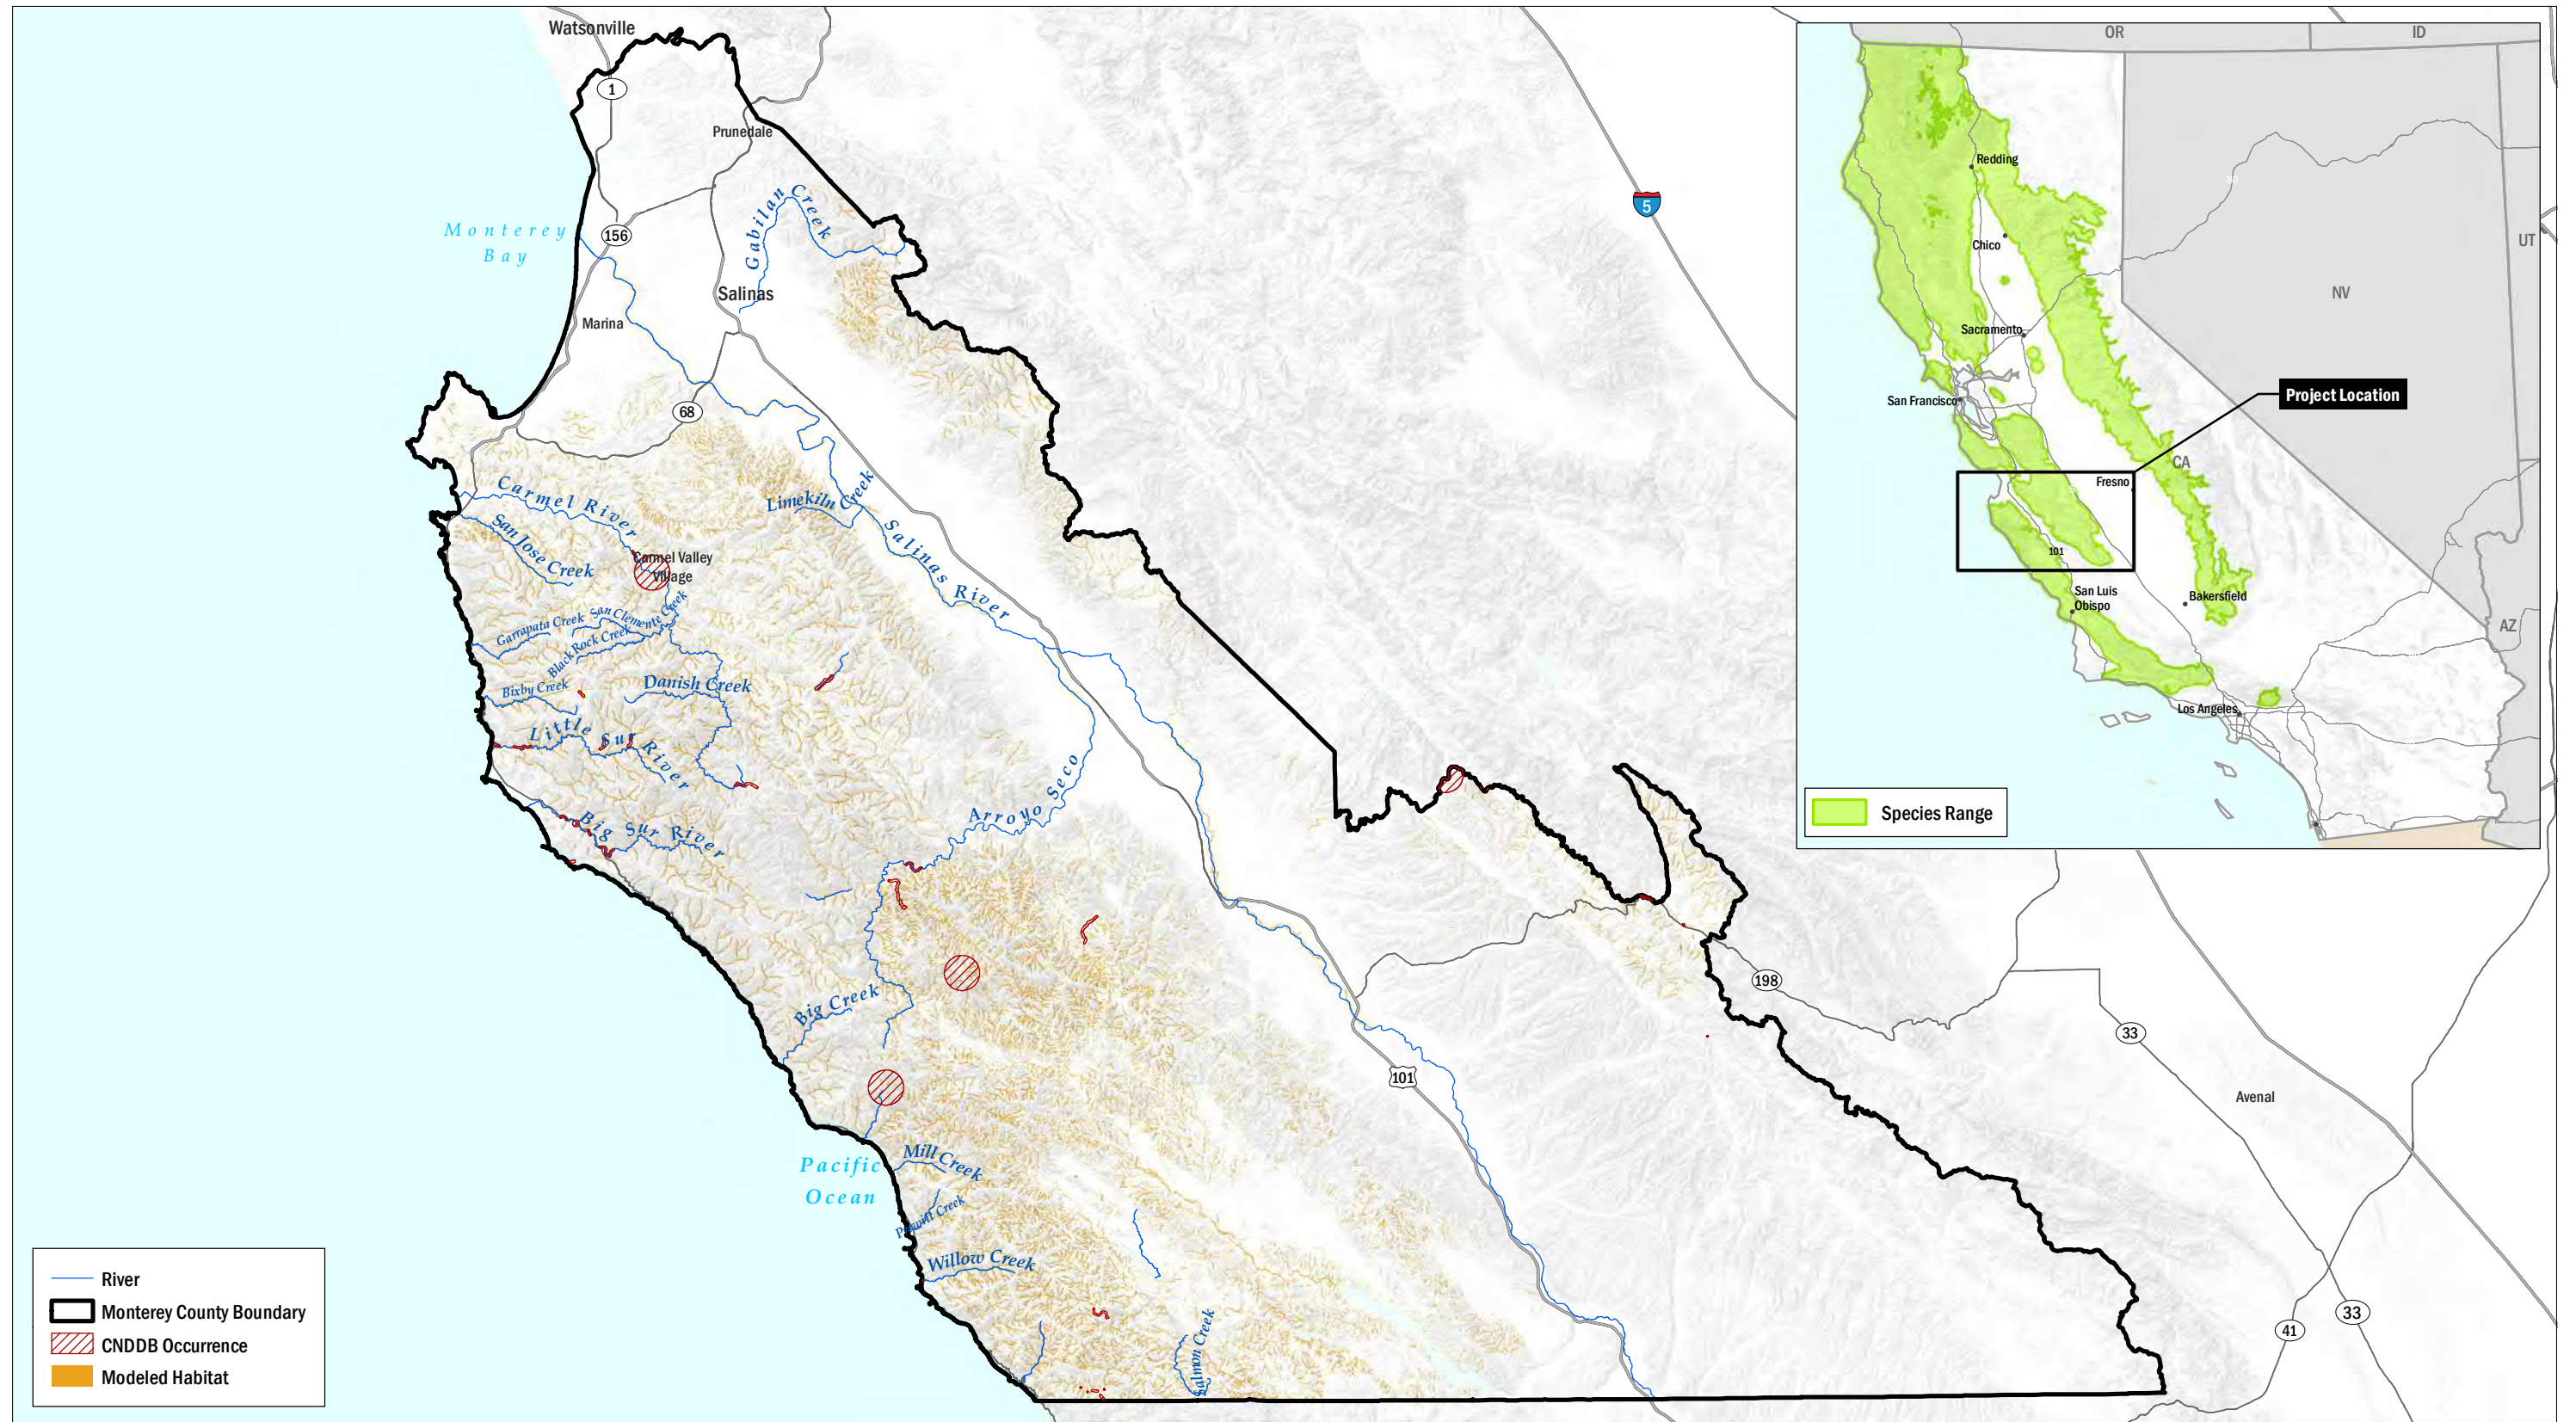 Watsonville
1
Prunedale
Monterey
Bay
156
Gabilan Creek
Salinas
Marina
68
5
Carmel River
San Jose Creek
Limekiln Creek
Salinas River
Carmel Valley
Village
Garrapata Creek
San Clemente Creek
Black Rock Creek
Bixby Creek
Danish Creek
Little Sur River
Big Sur River
Arroyo Seco
Big Creek
198
101
33
Avenal
Pacific
Ocean
Mill Creek
Willow Creek
Salmon Creek
41
33
River
Monterey County Boundary
CNDDB Occurrence
Modeled Habitat
OR
ID
Redding
80
Chico
UT
NV
Sacramento
San Francisco
Project Location
CA
Fresno
5
101
San Luis
Obispo
Bakersfield
AZ
Los Angeles
Species Range